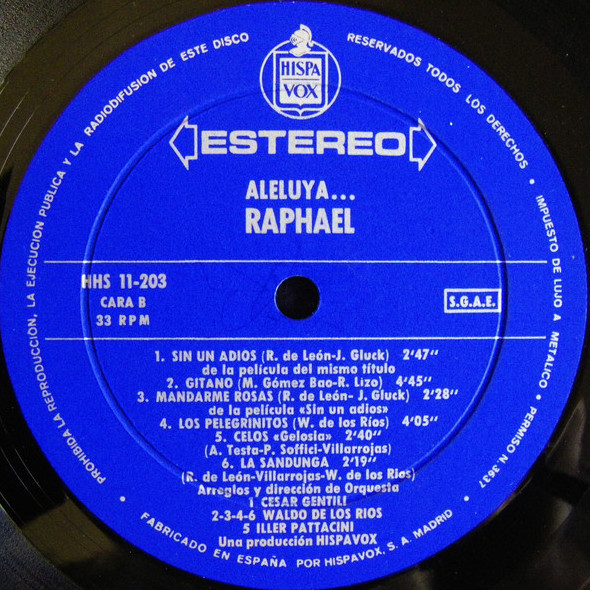 PROHIBIDA LA REPRODUCCIÓN, LA EJECUCION PUBLICA Y LA RADIODIFUSION DE ESTE DISCO
RESERVADOS TODOS LOS DERECHOS • IMPUESTO DE LUJO A METALICO • PERMISO N 3637
HISPA
VOX
ESTEREO
ALELUYA...
RAPHAEL
HHS 11-203
CARA B
33 RPM
S.G.A.E.
1. SIN UN ADIOS (R. de León-J. Gluck) 2'47"
de la película del mismo título
2. GITANO (M. Gómez Bao-R. Lizo) 4'45"
3. MANDARME ROSAS (R. de León- J. Gluck) 2'28"
de la película «Sin un adios»
4. LOS PELEGRINITOS (W. de los Ríos) 4'05"
5. CELOS «Gelosia» 2'40"
(A. Testa-P. Soffici-Villarrojas)
6. LA SANDUNGA 2'19"
(R. de León-Villarrojas-W. de los Rios)
Arreglos y dirección de Orquesta
1 CESAR GENTILI
2-3-4-6 WALDO DE LOS RIOS
5 ILLER PATTACINI
Una producción HISPAVOX
• FABRICADO EN ESPAÑA POR HISPAVOX, S. A. MADRID •